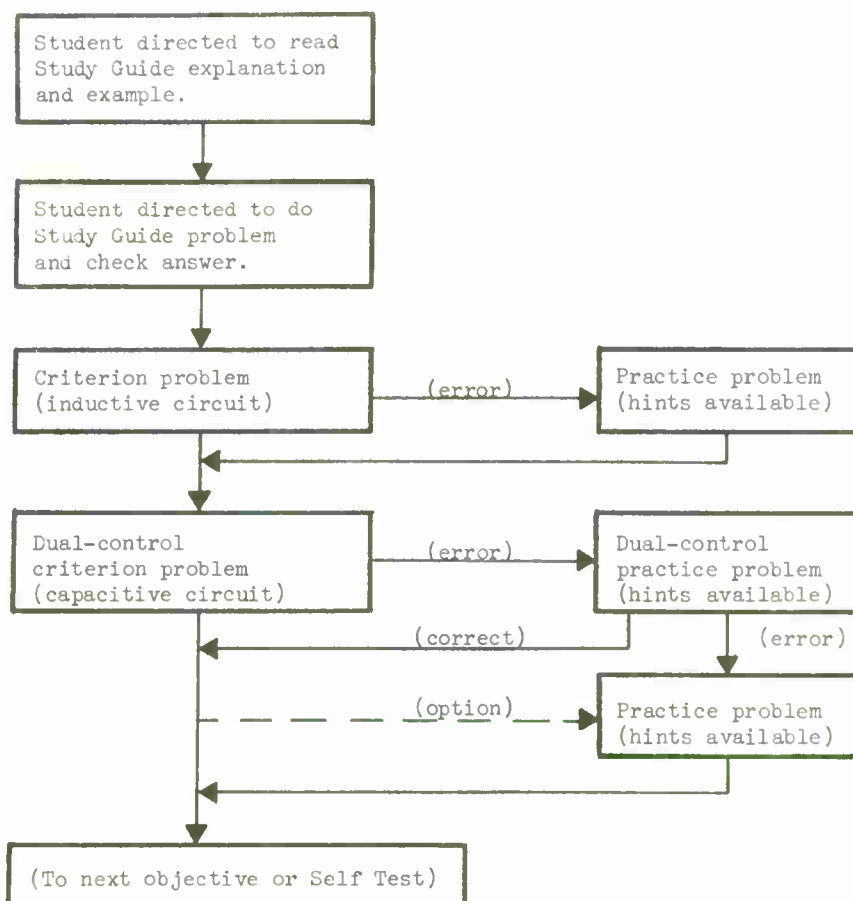 Student directed to read
Study Guide explanation
and example.
Student directed to do
Study Guide problem
and check answer.
Criterion problem
(inductive circuit)
(error)
Practice problem
(hints available)
Dual-control
criterion problem
(capacitive circuit)
(error)
Dual-control
practice problem
(hints available)
(correct)
(error)
(option)
Practice problem
(hints available)
(To next objective or Self Test)